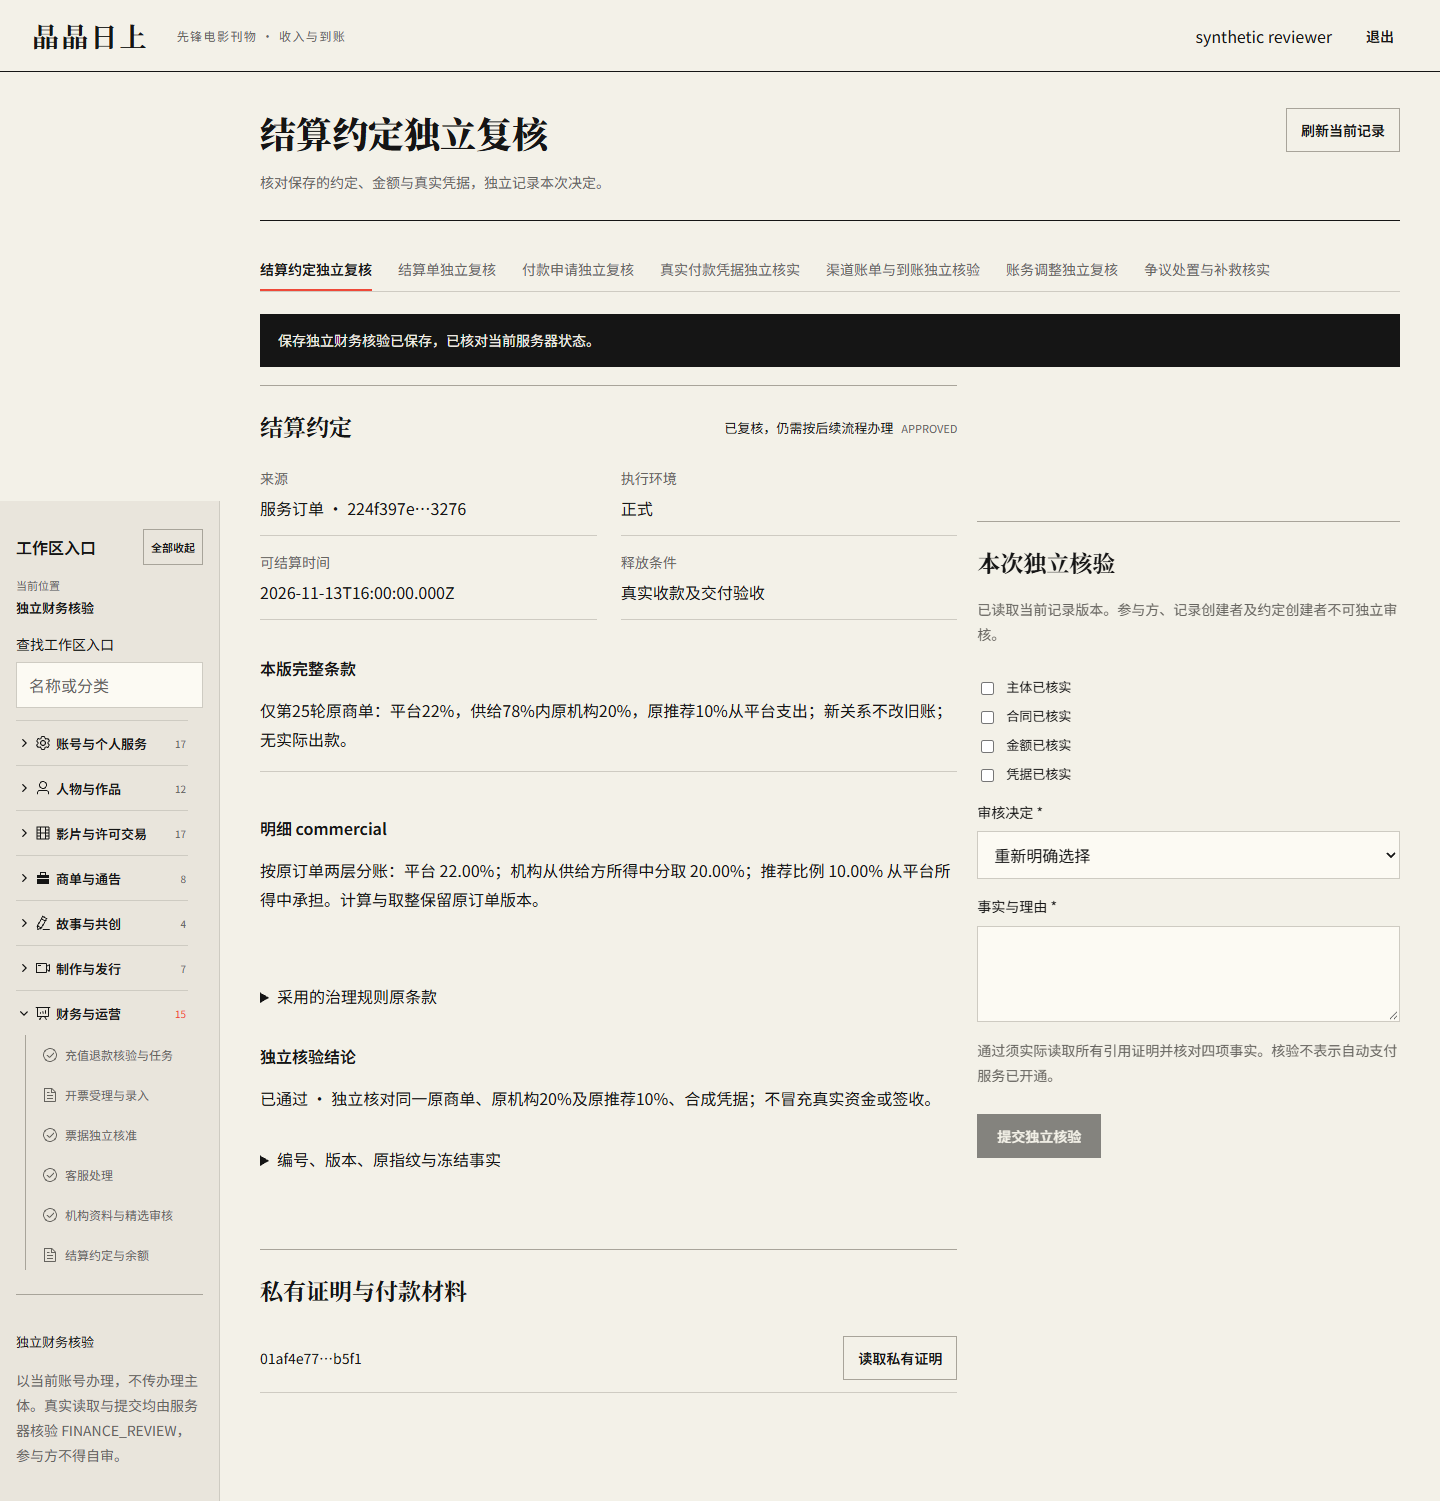 晶晶日上
先锋电影刊物 · 收入与到账
synthetic reviewer
退出
结算约定独立复核
刷新当前记录
核对保存的约定、金额与真实凭据，独立记录本次决定。
结算约定独立复核
结算单独立复核
付款申请独立复核
真实付款凭据独立核实
渠道账单与到账独立核验
账务调整独立复核
争议处置与补救核实
保存独立财务核验已保存，已核对当前服务器状态。
结算约定
已复核，仍需按后续流程办理 APPROVED
来源
服务订单 · 224f397e…3276
执行环境
正式
可结算时间
2026-11-13T16:00:00.000Z
释放条件
真实收款及交付验收
本版完整条款
仅第25轮原商单：平台22%，供给78%内原机构20%，原推荐10%从平台支出；新关系不改旧账；
无实际出款。
明细 commercial
按原订单两层分账：平台 22.00%；机构从供给方所得中分取 20.00%；推荐比例 10.00% 从平台所
得中承担。计算与取整保留原订单版本。
▶ 采用的治理规则原条款
独立核验结论
已通过 · 独立核对同一原商单、原机构20%及原推荐10%、合成凭据；不冒充真实资金或签收。
▶ 编号、版本、原指纹与冻结事实
私有证明与付款材料
01af4e77…b5f1
读取私有证明
本次独立核验
已读取当前记录版本。参与方、记录创建者及约定创建者不可独立审
核。
主体已核实
合同已核实
金额已核实
凭据已核实
审核决定 *
重新明确选择
事实与理由 *
通过须实际读取所有引用证明并核对四项事实。核验不表示自动支付
服务已开通。
提交独立核验
工作区入口
全部收起
当前位置
独立财务核验
查找工作区入口
名称或分类
账号与个人服务 17
人物与作品 12
影片与许可交易 17
商单与通告 8
故事与共创 4
制作与发行 7
财务与运营 15
充值退款核验与任务
开票受理与录入
票据独立核准
客服处理
机构资料与精选审核
结算约定与余额
独立财务核验
以当前账号办理，不传办理主
体。真实读取与提交均由服务
器核验 FINANCE_REVIEW，
参与方不得自审。